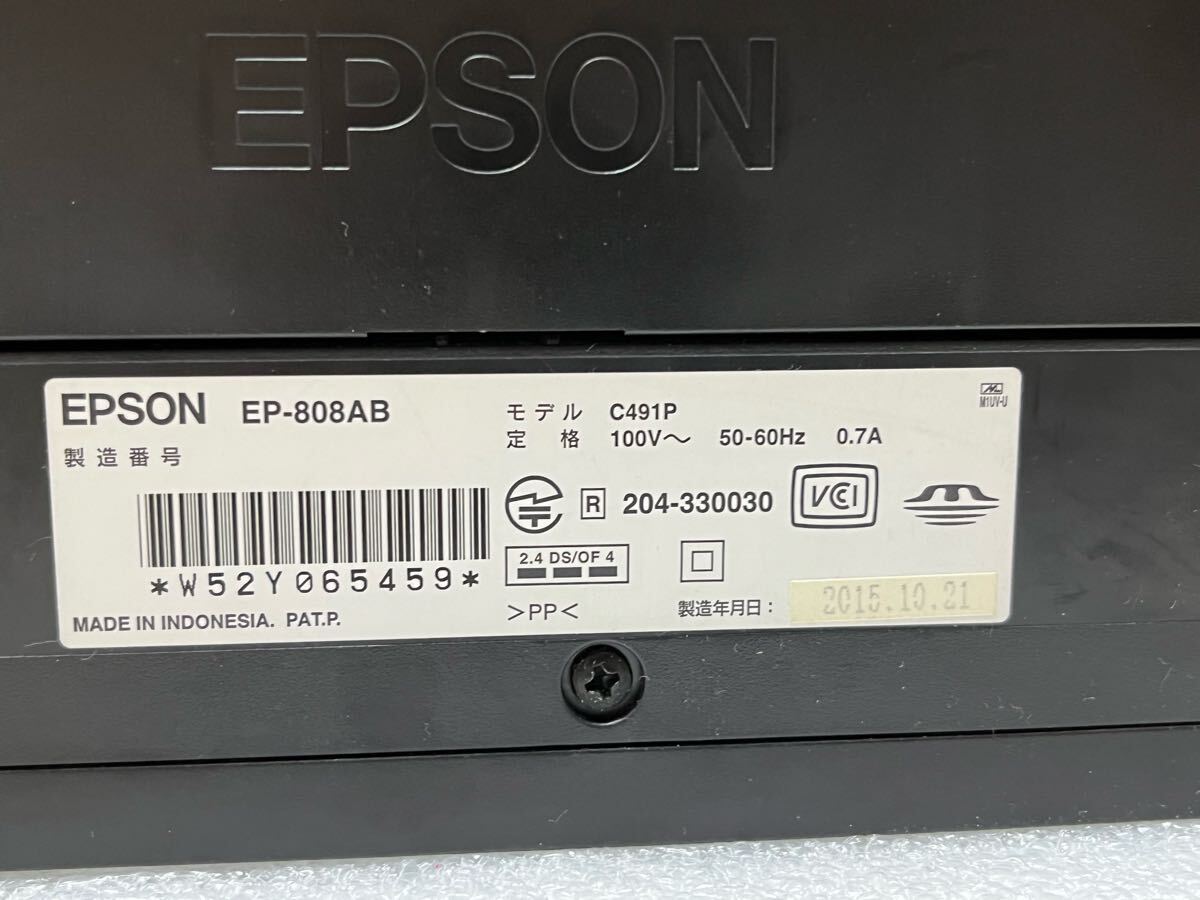 EPSON
EPSON EP-808AB
製造番号
*W52Y065459*
MADE IN INDONESIA. PAT.P.
モデル C491P
定格 100V～ 50-60Hz 0.7A
R 204-330030 VCCI
2.4 DS/OF 4
>PP<
製造年月日： 2015.10.21
M1UV-U